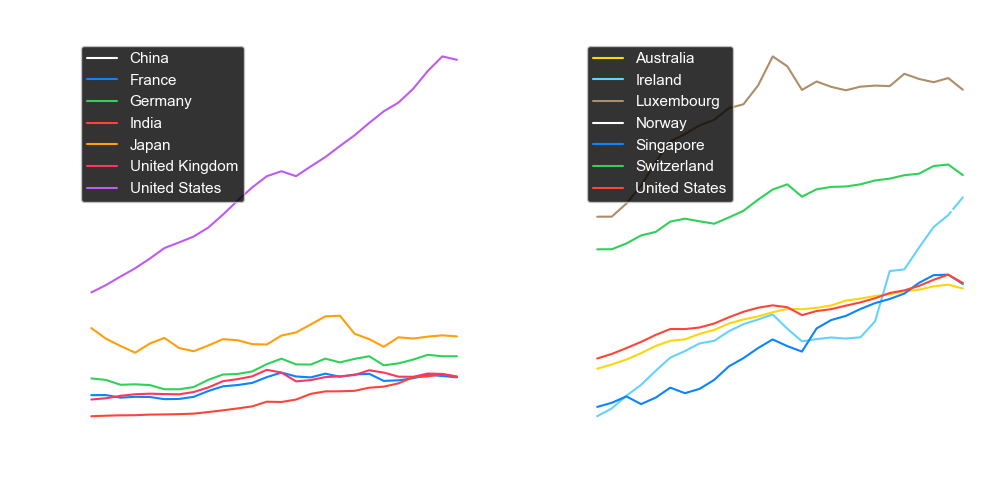 China
France
Germany
India
Japan
United Kingdom
United States
Australia
Ireland
Luxembourg
Norway
Singapore
Switzerland
United States